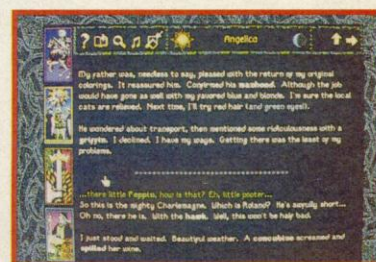 Angelica
My father was, needless to say, pleased with the return of my original
colorings. It reassured him. Confirmed his manhood. Although the job
would have gone as well with my favored blue and blonde. I'm sure the local
cats are relieved. Next time, I'll try red hair (and green eyes!).
He wondered about transport, then mentioned some ridiculousness with a
griffin. I declined. I have my ways. Getting there was the least of my
problems.
...there little Peppin, how is that? Eh, little pooter...
So this is the mighty Charlemagne. Which is Roland? He's awfully short...
Oh no, there he is. With the hawk. Well, this won't be half bad.
I just stood and waited. Beautiful weather. A concubine screamed and
spilled her wine.